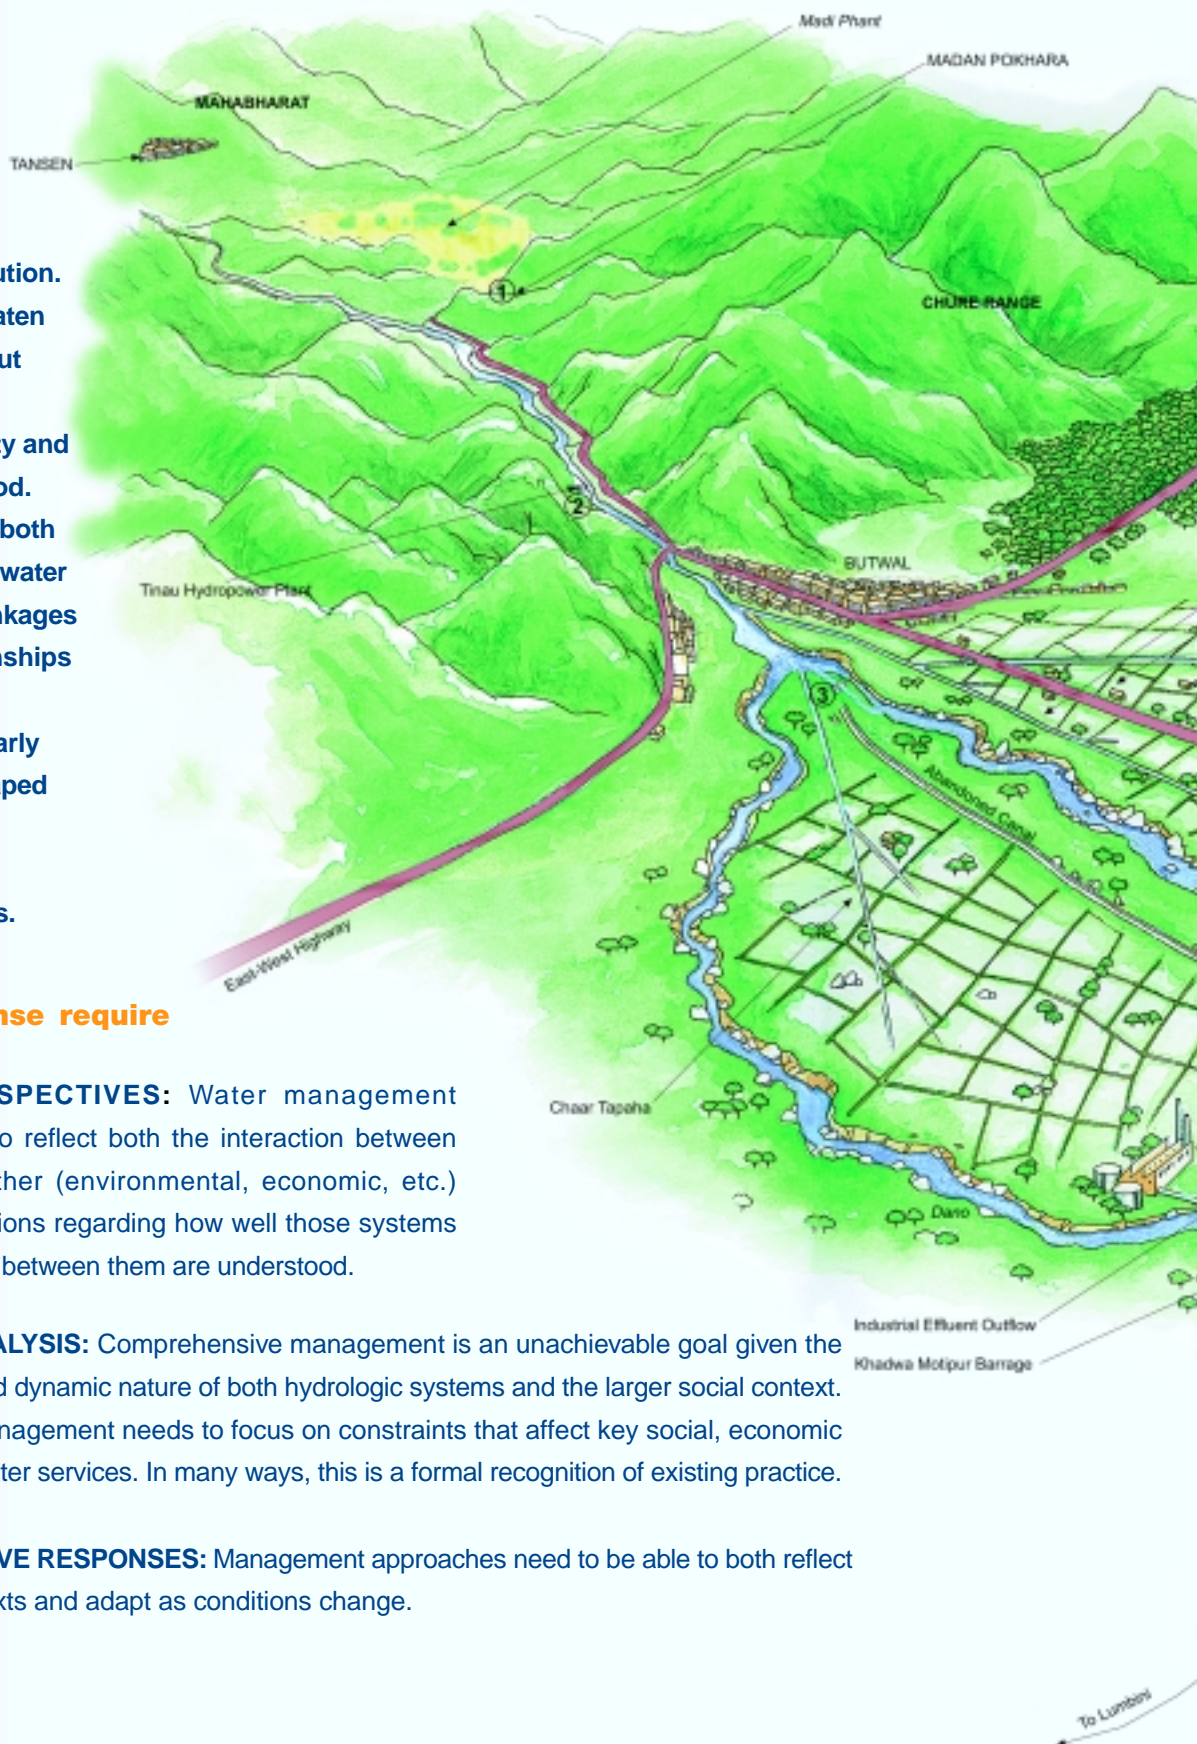 Madi Phant
MADAN POKHARA
MAHABHARAT
TANSEN
ution.
aten
ut
1
CHURE RANGE
y and
od.
both
water
2
BUTWAL
Tinau Hydropower Plant
nkages
nships
3
arly
aped
Abandoned Canal
s.
East-West Highway
nse require
SPECTIVES: Water management
o reflect both the interaction between
ther (environmental, economic, etc.)
ions regarding how well those systems
between them are understood.
Chaar Tapaha
Dano
Industrial Effluent Outflow
Khadwa Motipur Barrage
ALYSIS: Comprehensive management is an unachievable goal given the
d dynamic nature of both hydrologic systems and the larger social context.
nagement needs to focus on constraints that affect key social, economic
ter services. In many ways, this is a formal recognition of existing practice.
VE RESPONSES: Management approaches need to be able to both reflect
xts and adapt as conditions change.
To Lumbini